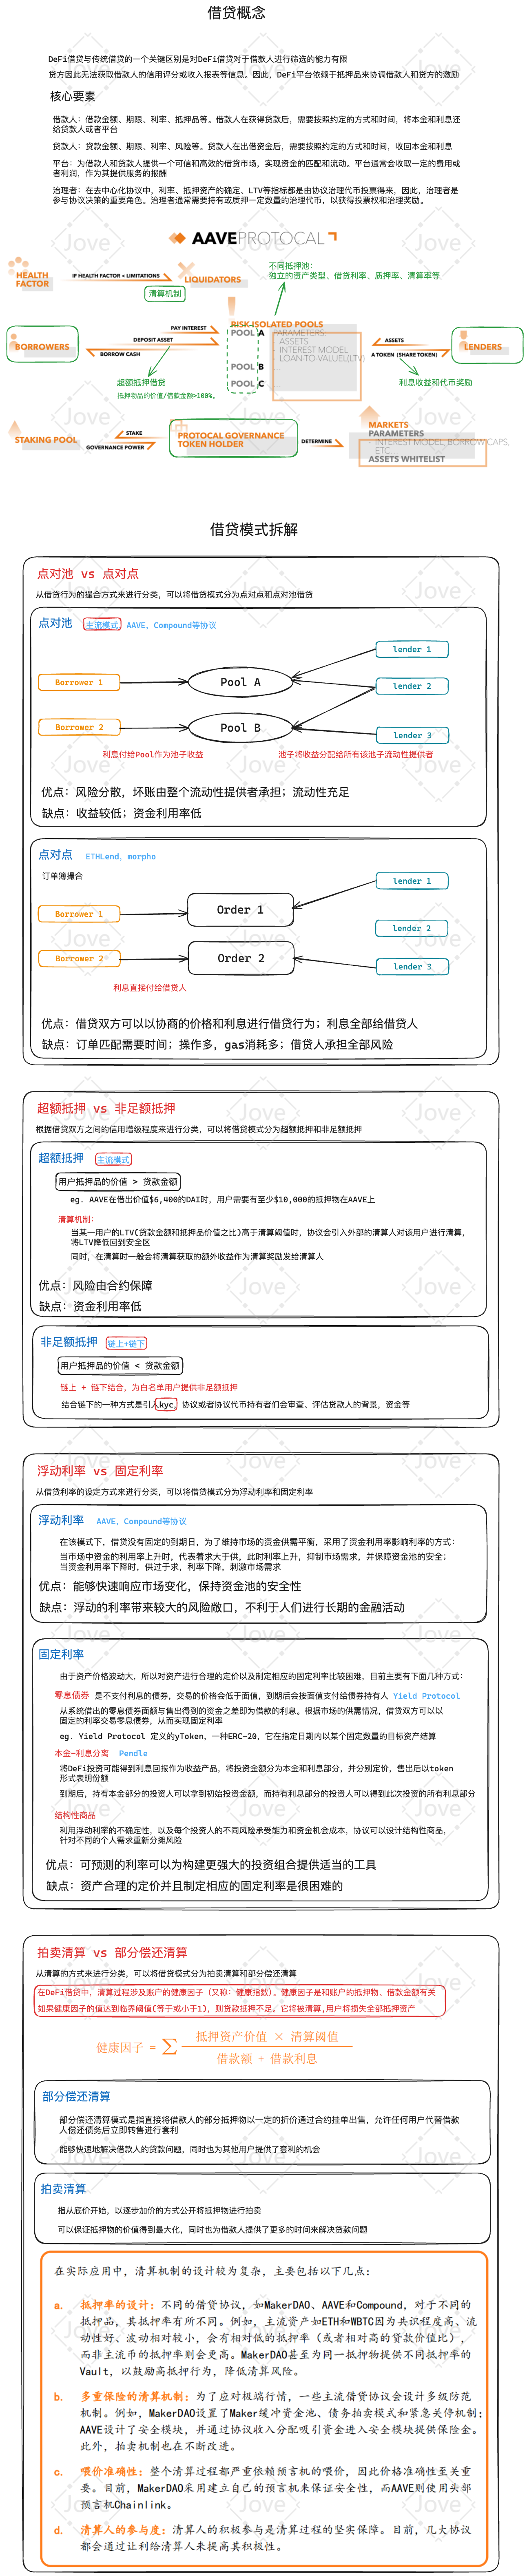 借贷概念
DeFi借贷与传统借贷的一个关键区别是对DeFi借贷对于借款人进行筛选的能力有限
贷方因此无法获取借款人的信用评分或收入报表等信息。因此，DeFi平台依赖于抵押品来协调借款人和贷方的激励
核心要素
借款人：借款金额、期限、利率、抵押品等。借款人在获得贷款后，需要按照约定的方式和时间，将本金和利息还
给贷款人或者平台
贷款人：贷款金额、期限、利率、风险等。贷款人在出借资金后，需要按照约定的方式和时间，收回本金和利息
平台：为借款人和贷款人提供一个可信和高效的借贷市场，实现资金的匹配和流动。平台通常会收取一定的费用或
者利润，作为其提供服务的报酬
治理者：在去中心化协议中，利率、抵押资产的确定、LTV等指标都是由协议治理代币投票得来，因此，治理者是
参与协议决策的重要角色。治理者通常需要持有或质押一定数量的治理代币，以获得投票权和治理奖励。
AAVEPROTOCAL
HEALTH
FACTOR
IF HEALTH FACTOR < LIMITATIONS
LIQUIDATORS
清算机制
不同抵押池：
独立的资产类型、借贷利率、质押率、清算率等
RISK-ISOLATED POOLS
POOL A
PARAMETERS:
ASSETS
INTEREST MODEL
LOAN-TO-VALUE(LTV)
POOL B
POOL C
BORROWERS
PAY INTEREST
DEPOSIT ASSET
BORROW CASH
ASSETS
A TOKEN (SHARE TOKEN)
LENDERS
超额抵押借贷
抵押物品的价值/借款金额>100%,
利息收益和代币奖励
STAKING POOL
STAKE
GOVERNANCE POWER
PROTOCAL GOVERNANCE
TOKEN HOLDER
DETERMINE
MARKETS
PARAMETERS
INTEREST MODEL, BORROW CAPS,
ETC
ASSETS WHITELIST
借贷模式拆解
点对池 vs 点对点
从借贷行为的撮合方式来进行分类，可以将借贷模式分为点对点和点对池借贷
点对池 主流模式 AAVE，Compound等协议
Borrower 1
Pool A
lender 1
lender 2
Borrower 2
Pool B
lender 3
利息付给Pool作为池子收益
池子将收益分配给所有该池子流动性提供者
优点：风险分散，坏账由整个流动性提供者承担；流动性充足
缺点：收益较低；资金利用率低
点对点 ETHLend，morpho
订单簿撮合
Borrower 1
Order 1
lender 1
lender 2
Borrower 2
Order 2
lender 3
利息直接付给借贷人
优点：借贷双方可以以协商的价格和利息进行借贷行为；利息全部给借贷人
缺点：订单匹配需要时间；操作多，gas消耗多；借贷人承担全部风险
超额抵押 vs 非足额抵押
根据借贷双方之间的信用增级程度来进行分类，可以将借贷模式分为超额抵押和非足额抵押
超额抵押 主流模式
用户抵押品的价值 > 贷款金额
eg. AAVE在借出价值$6,400的DAI时，用户需要有至少$10,000的抵押物在AAVE上
清算机制：
当某一用户的LTV(贷款金额和抵押品价值之比)高于清算阈值时，协议会引入外部的清算人对该用户进行清算，
将LTV降低回到安全区
同时，在清算时一般会将清算获取的额外收益作为清算奖励发给清算人
优点：风险由合约保障
缺点：资金利用率低
非足额抵押 链上+链下
用户抵押品的价值 < 贷款金额
链上 + 链下结合，为白名单用户提供非足额抵押
结合链下的一种方式是引入kyc，协议或者协议代币持有者们会审查、评估贷款人的背景，资金等
浮动利率 vs 固定利率
从借贷利率的设定方式来进行分类，可以将借贷模式分为浮动利率和固定利率
浮动利率 AAVE，Compound等协议
在该模式下，借贷没有固定的到期日，为了维持市场的资金供需平衡，采用了资金利用率影响利率的方式：
当市场中资金的利用率上升时，代表着求大于供，此时利率上升，抑制市场需求，并保障资金池的安全；
当资金利用率下降时，供过于求，利率下降，刺激市场需求
优点：能够快速响应市场变化，保持资金池的安全性
缺点：浮动的利率带来较大的风险敞口，不利于人们进行长期的金融活动
固定利率
由于资产价格波动大，所以对资产进行合理的定价以及制定相应的固定利率比较困难，目前主要有下面几种方式：
零息债券 是不支付利息的债券，交易的价格会低于面值，到期后会按面值支付给债券持有人 Yield Protocol
从系统借出的零息债券面额与售出得到的资金之差即为借款的利息。根据市场的供需情况，借贷双方可以以
固定的利率交易零息债券，从而实现固定利率
eg. Yield Protocol 定义的yToken，一种ERC-20，它在指定日期内以某个固定数量的目标资产结算
本金-利息分离 Pendle
将DeFi投资可能得到利息回报作为收益凭证，将投资金额分为本金和利息部分，并分别定价，售出后以token
形式表明份额
到期后，持有本金部分的投资人可以拿到初始投资金额，而持有利息部分的投资人可以得到此次投资的所有利息部分
结构性商品
利用浮动利率的不确定性，以及每个投资人的不同风险承受能力和资金机会成本，协议可以设计结构性商品，
针对不同的个人需求重新分摊风险
优点：可预测的利率可以为构建更强大的投资组合提供适当的工具
缺点：资产合理的定价并且制定相应的固定利率是很困难的
拍卖清算 vs 部分偿还清算
从清算的方式来进行分类，可以将借贷模式分为拍卖清算和部分偿还清算
在DeFi借贷中，清算过程涉及账户的健康因子（又称：健康指数）。健康因子是和账户的抵押物、借款金额有关
如果健康因子的值达到临界阈值(等于或小于1)，则贷款抵押不足。它将被清算,用户将损失全部抵押资产
健康因子 = ∑ 抵押资产价值 × 清算阈值
借款额 + 借款利息
部分偿还清算
部分偿还清算模式是指直接将借款人的部分抵押物以一定的折价通过合约挂单出售，允许任何用户代替借款
人偿还债务后立即转售进行套利
能够快速地解决借款人的贷款问题，同时也为其他用户提供了套利的机会
拍卖清算
指从底价开始，以逐步加价的方式公开将抵押物进行拍卖
可以保证抵押物的价值得到最大化，同时也为借款人提供了更多的时间来解决贷款问题
在实际应用中，清算机制的设计较为复杂，主要包括以下几点：
a. 抵押率的设计：不同的借贷协议，如MakerDAO、AAVE和Compound，对于不同的
抵押品，其抵押率有所不同。例如，主流资产如ETH和WBTC因为共识程度高、流
动性好、波动相对较小，会有相对低的抵押率（或者相对高的贷款价值比），
而非主流币的抵押率则会更高。MakerDAO甚至为同一抵押物提供不同抵押率的
Vault，以鼓励高抵押行为，降低清算风险。
b. 多重保险的清算机制：为了应对极端行情，一些主流借贷协议会设计多级防范
机制。例如，MakerDAO设置了Maker缓冲资金池、债务拍卖模式和紧急关停机制；
AAVE设计了安全模块，并通过协议收入分配吸引资金进入安全模块提供保险金。
此外，拍卖机制也在不断改进。
c. 喂价准确性：整个清算过程都严重依赖预言机的喂价，因此价格准确性至关重
要。目前，MakerDAO采用建立自己的预言机来保证安全性，而AAVE则使用头部
预言机Chainlink。
d. 清算人的参与度：清算人的积极参与是清算过程的坚实保障。目前，几大协议
都会通过让利给清算人来提高其积极性。